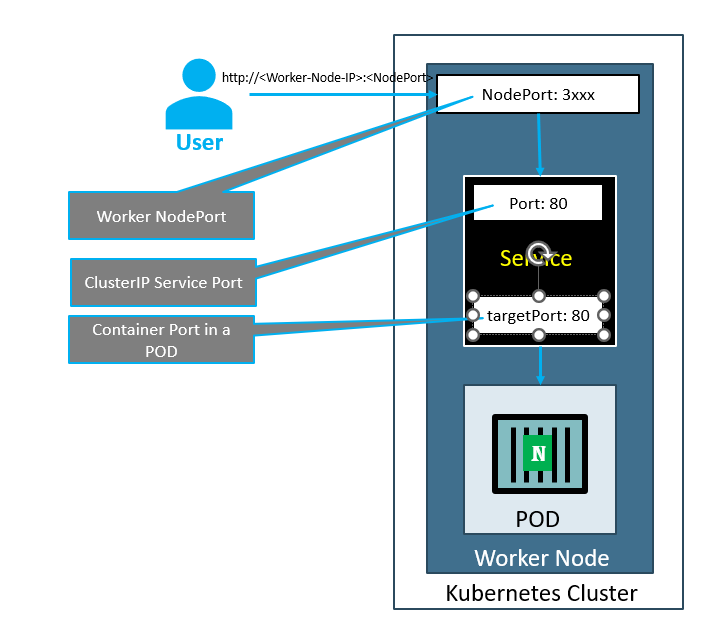 http://<Worker-Node-IP>:<NodePort>
NodePort: 3xxx
User
Worker NodePort
Port: 80
ClusterIP Service Port
Service
Container Port in a
POD
targetPort: 80
N
POD
Worker Node
Kubernetes Cluster